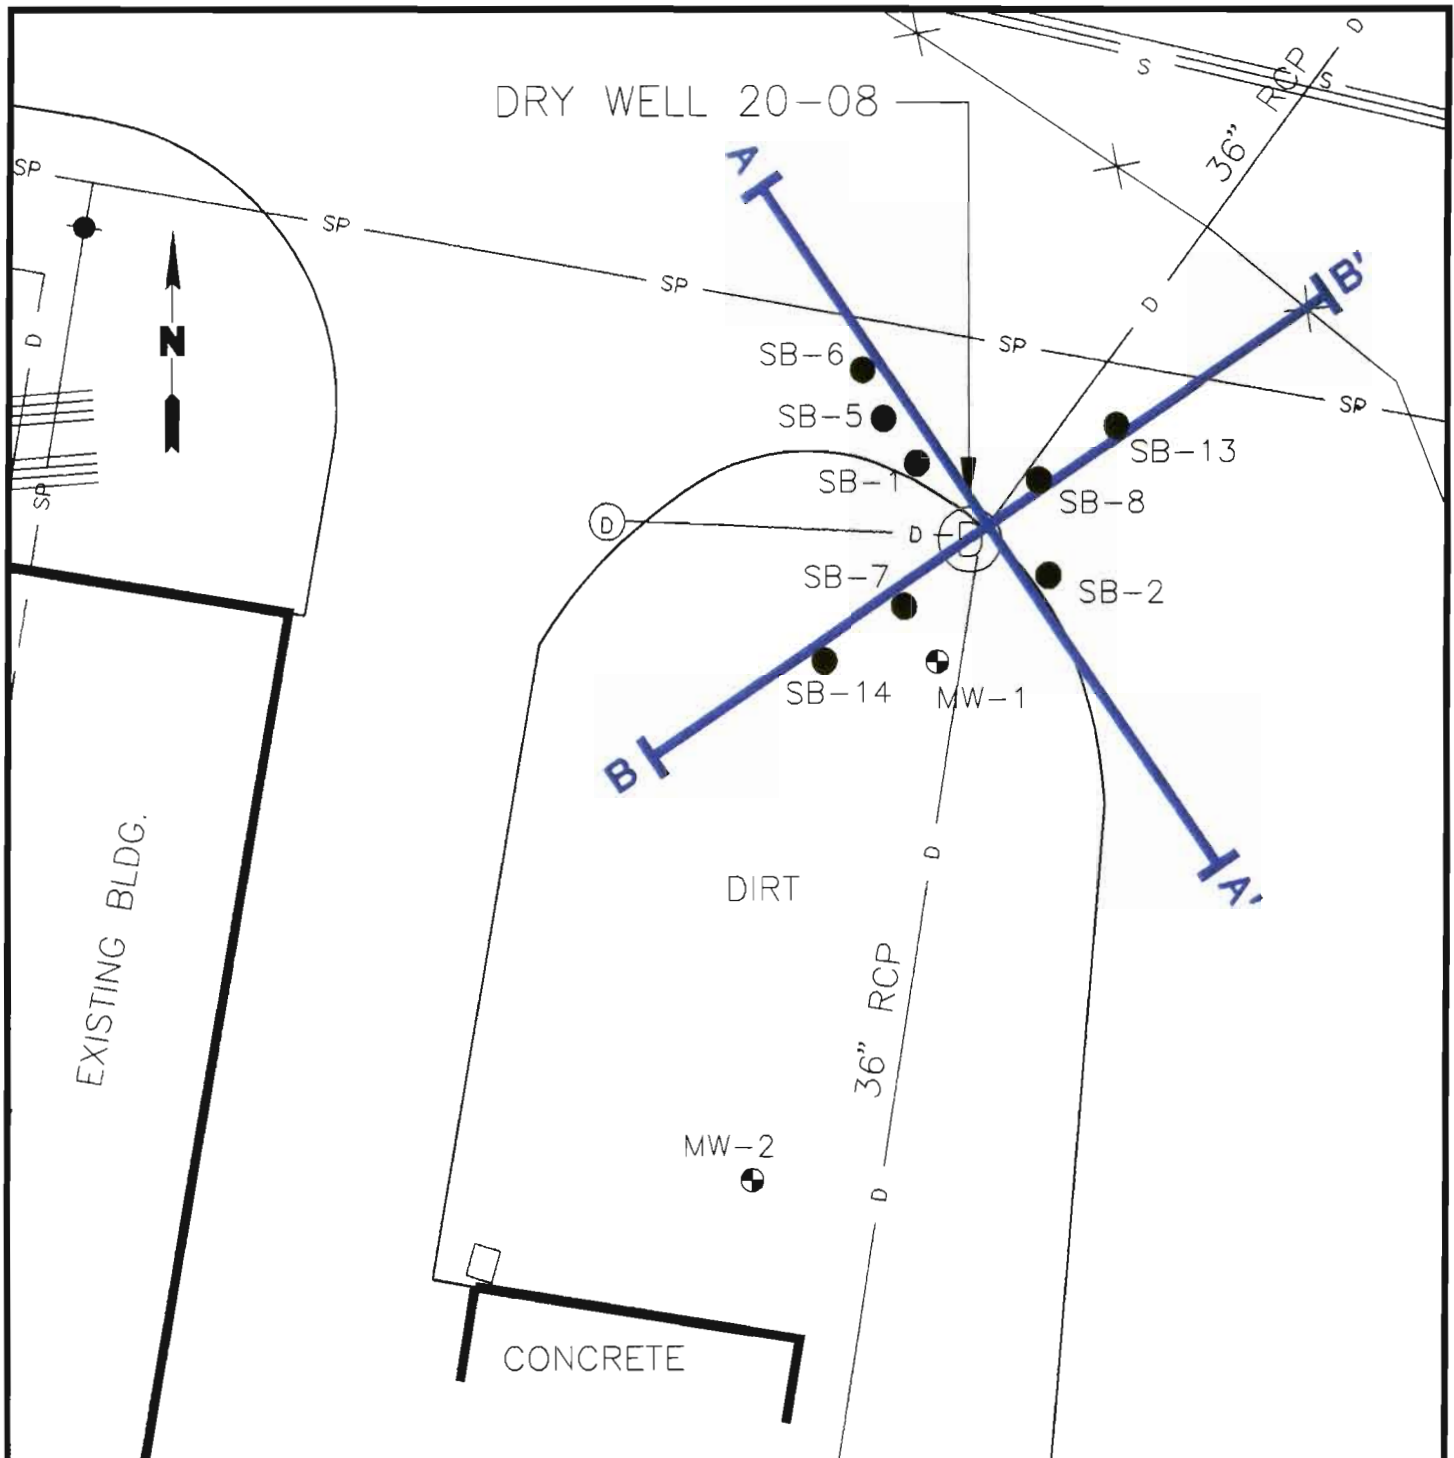 D
S
S
36" RCP
DRY WELL 20-08
A
SP
SP
N
D
SP
D
B'
SP
SB-6
SP
SB-5
SB-13
SB-1
SB-8
SP
D
D
D
SB-7
SB-2
SB-14
MW-1
B
D
DIRT
A'
EXISTING BLDG.
36" RCP
MW-2
D
CONCRETE